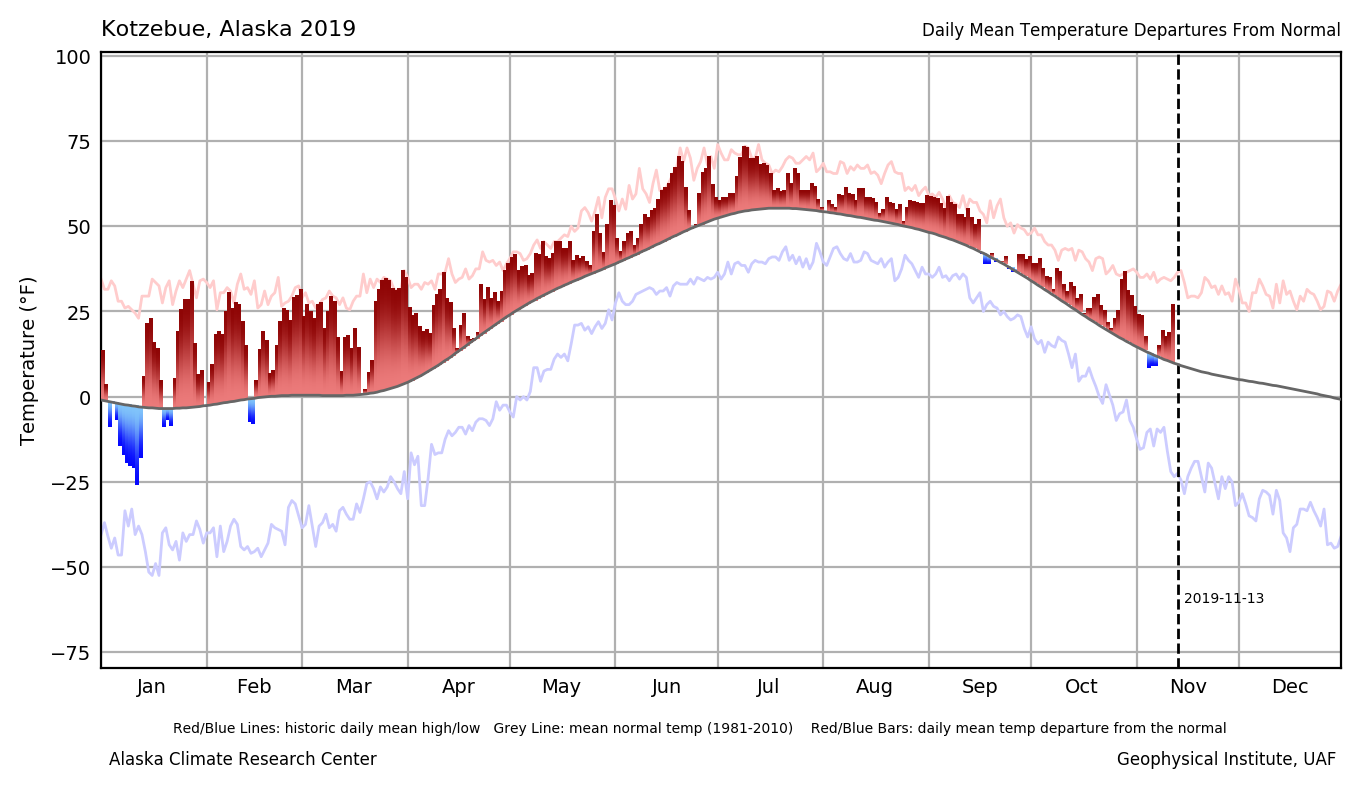 Kotzebue, Alaska 2019
Daily Mean Temperature Departures From Normal
100
75
50
25
0
−25
−50
−75
Temperature (°F)
2019-11-13
Jan Feb Mar Apr May Jun Jul Aug Sep Oct Nov Dec
Red/Blue Lines: historic daily mean high/low Grey Line: mean normal temp (1981-2010) Red/Blue Bars: daily mean temp departure from the normal
Alaska Climate Research Center
Geophysical Institute, UAF